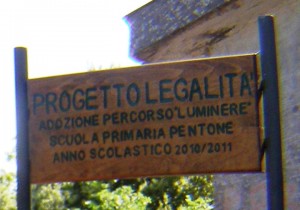 PROGETTO LEGALITA'
ADOZIONE PERCORSO "LUMINERE"
SCUOLA PRIMARIA PENTONE
ANNO SCOLASTICO 2010/2011